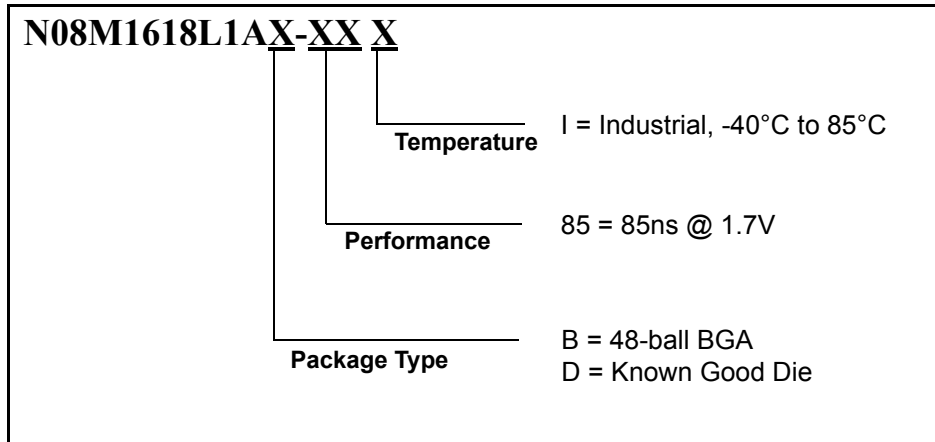 N08M1618L1AX-XX X
Temperature
I = Industrial, -40°C to 85°C
Performance
85 = 85ns @ 1.7V
Package Type
B = 48-ball BGA
D = Known Good Die